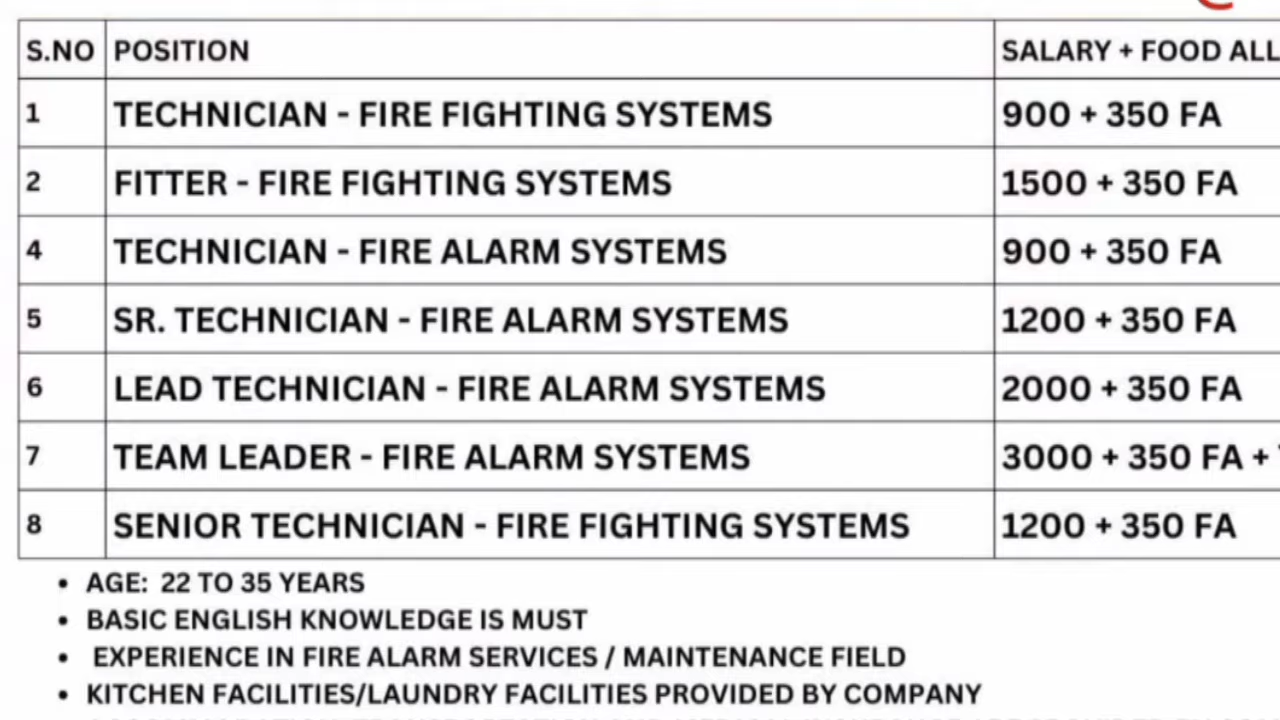 S.NO POSITION SALARY + FOOD ALL
1 TECHNICIAN - FIRE FIGHTING SYSTEMS 900 + 350 FA
2 FITTER - FIRE FIGHTING SYSTEMS 1500 + 350 FA
4 TECHNICIAN - FIRE ALARM SYSTEMS 900 + 350 FA
5 SR. TECHNICIAN - FIRE ALARM SYSTEMS 1200 + 350 FA
6 LEAD TECHNICIAN - FIRE ALARM SYSTEMS 2000 + 350 FA
7 TEAM LEADER - FIRE ALARM SYSTEMS 3000 + 350 FA +
8 SENIOR TECHNICIAN - FIRE FIGHTING SYSTEMS 1200 + 350 FA
• AGE: 22 TO 35 YEARS
• BASIC ENGLISH KNOWLEDGE IS MUST
• EXPERIENCE IN FIRE ALARM SERVICES / MAINTENANCE FIELD
• KITCHEN FACILITIES/LAUNDRY FACILITIES PROVIDED BY COMPANY